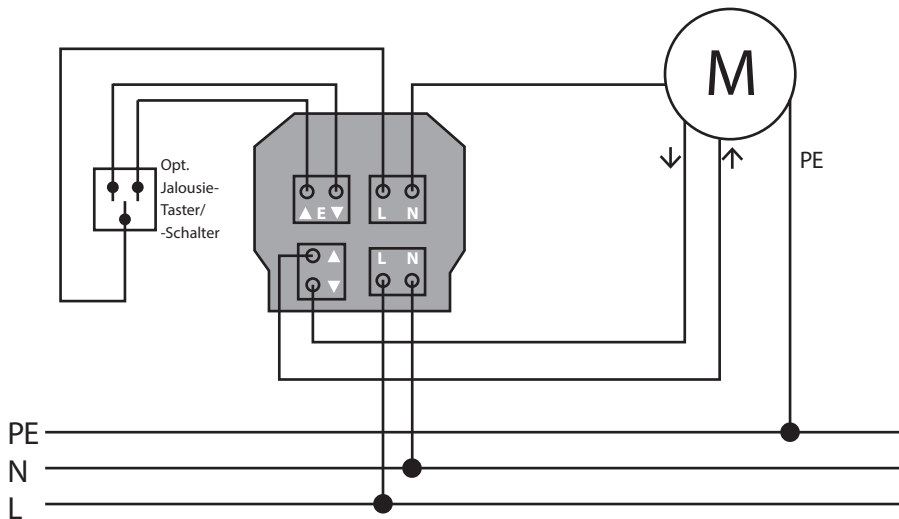 M
Opt.
Jalousie-
Taster/
-Schalter
↓ ↑ PE
▲ E ▼ L N
▲ L N
▼
PE
N
L